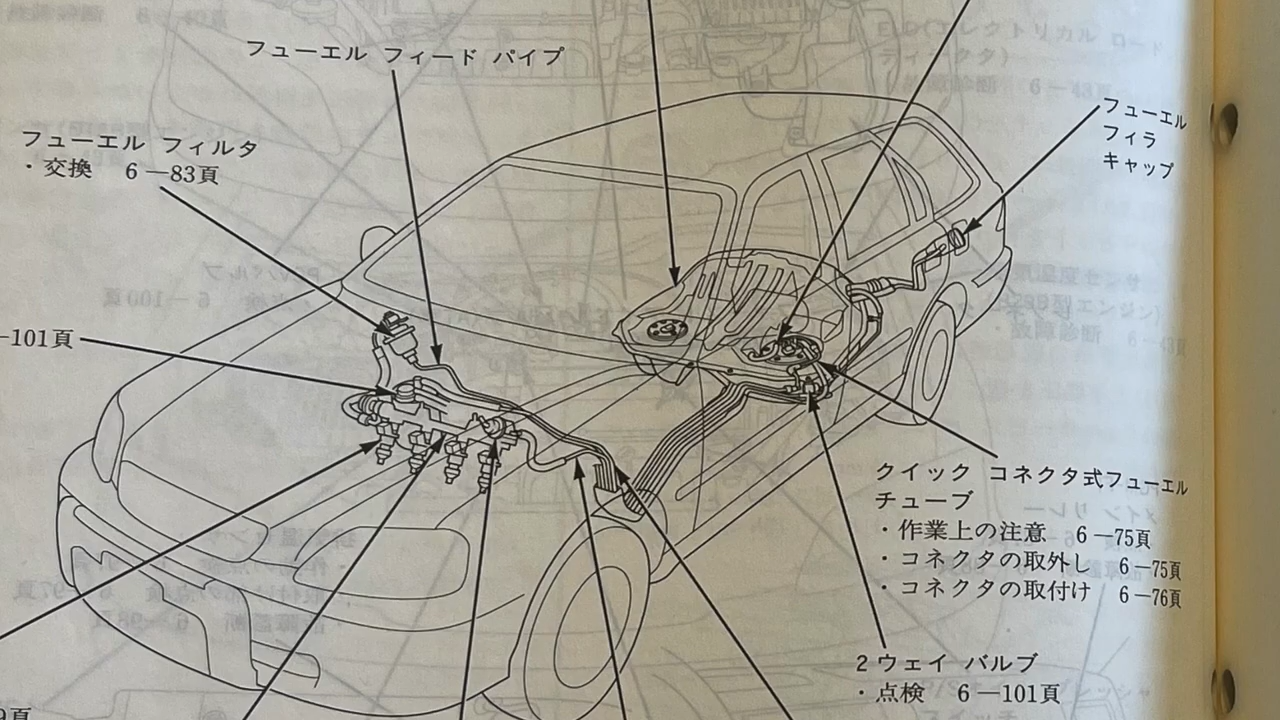 フューエル フィード パイプ
フューエル フィルタ
・交換 6—83頁
フューエル
フィラ
キャップ
—101頁
クイック コネクタ式フューエル
チューブ
・作業上の注意 6—75頁
・コネクタの取外し 6—75頁
・コネクタの取付け 6—76頁
2ウェイ バルブ
・点検 6—101頁
9頁